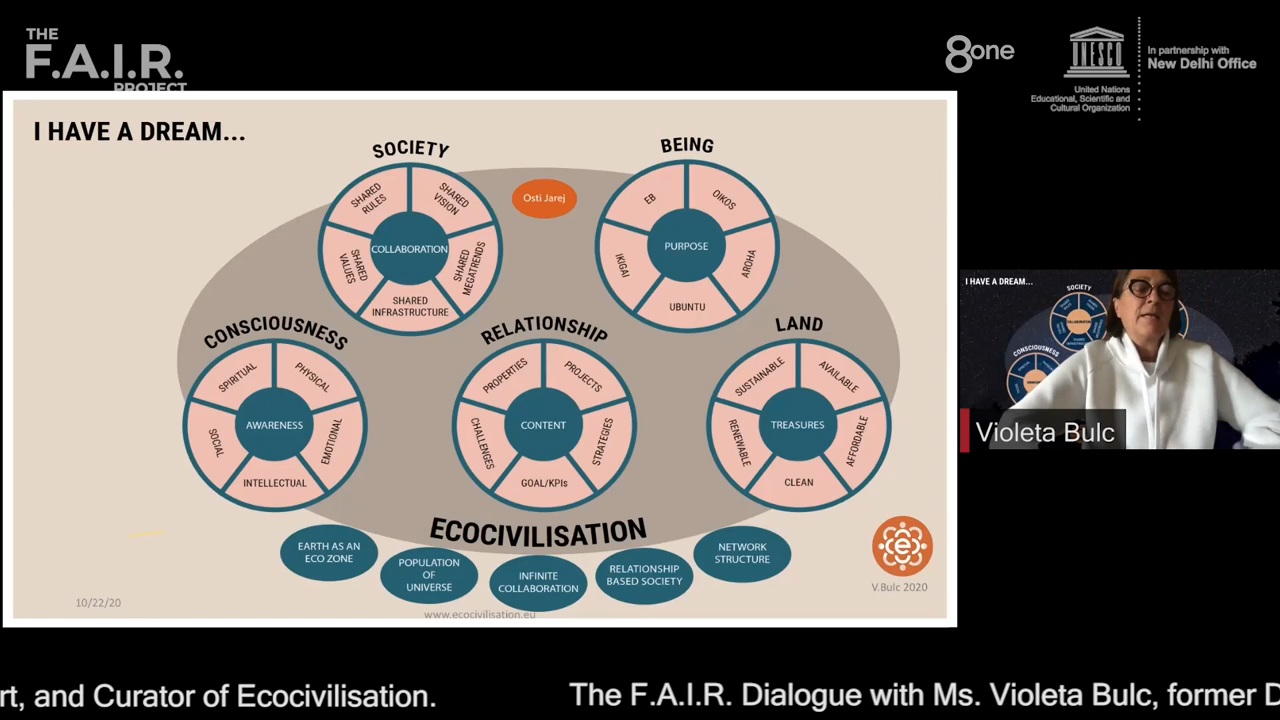 THE
F.A.I.R.
PROJECT
8one
UNESCO
In partnership with
New Delhi Office
United Nations
Educational, Scientific and
Cultural Organization
I HAVE A DREAM...
SOCIETY
SHARED
RULES
SHARED
VISION
SHARED
VALUES
COLLABORATION
SHARED
MEGATRENDS
SHARED
INFRASTRUCTURE
Osti Jarej
BEING
EB
OIKOS
IKIGAI
PURPOSE
AROHA
UBUNTU
CONSCIOUSNESS
SPIRITUAL
PHYSICAL
SOCIAL
AWARENESS
EMOTIONAL
INTELLECTUAL
RELATIONSHIP
PROPERTIES
PROJECTS
CHALLENGES
CONTENT
STRATEGIES
GOAL/KPIs
LAND
SUSTAINABLE
AVAILABLE
RENEWABLE
TREASURES
AFFORDABLE
CLEAN
ECOCIVILISATION
EARTH AS AN
ECO ZONE
POPULATION
OF
UNIVERSE
INFINITE
COLLABORATION
RELATIONSHIP
BASED SOCIETY
NETWORK
STRUCTURE
e
V.Bulc 2020
10/22/20
www.ecocivilisation.eu
I HAVE A DREAM...
SOCIETY
CONSCIOUSNESS
Violeta Bulc
rt, and Curator of Ecocivilisation.
The F.A.I.R. Dialogue with Ms. Violeta Bulc, former D